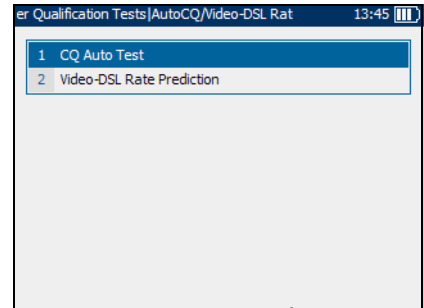 er Qualification Tests|AutoCQ/Video-DSL Rat 13:45
1 CQ Auto Test
2 Video-DSL Rate Prediction